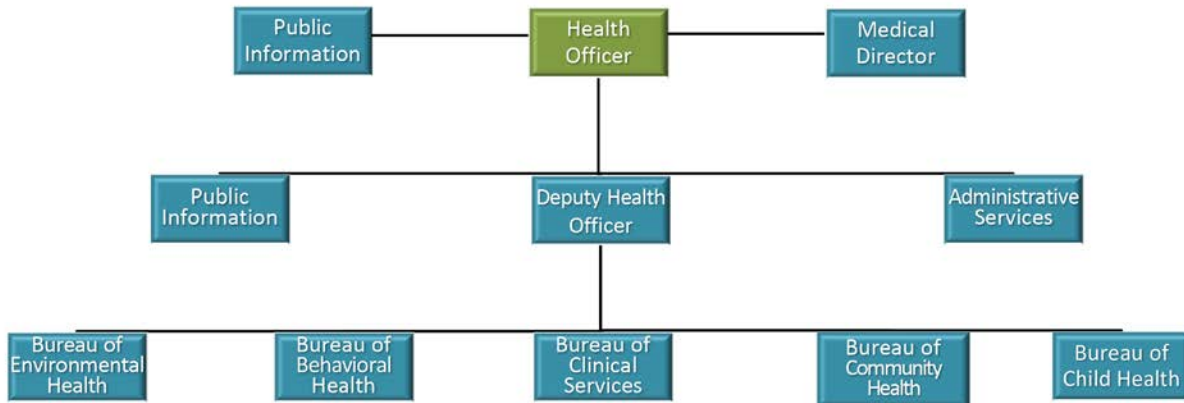 Public
Information
Health
Officer
Medical
Director
Public
Information
Deputy Health
Officer
Administrative
Services
Bureau of
Environmental
Health
Bureau of
Behavioral
Health
Bureau of
Clinical
Services
Bureau of
Community
Health
Bureau of
Child Health